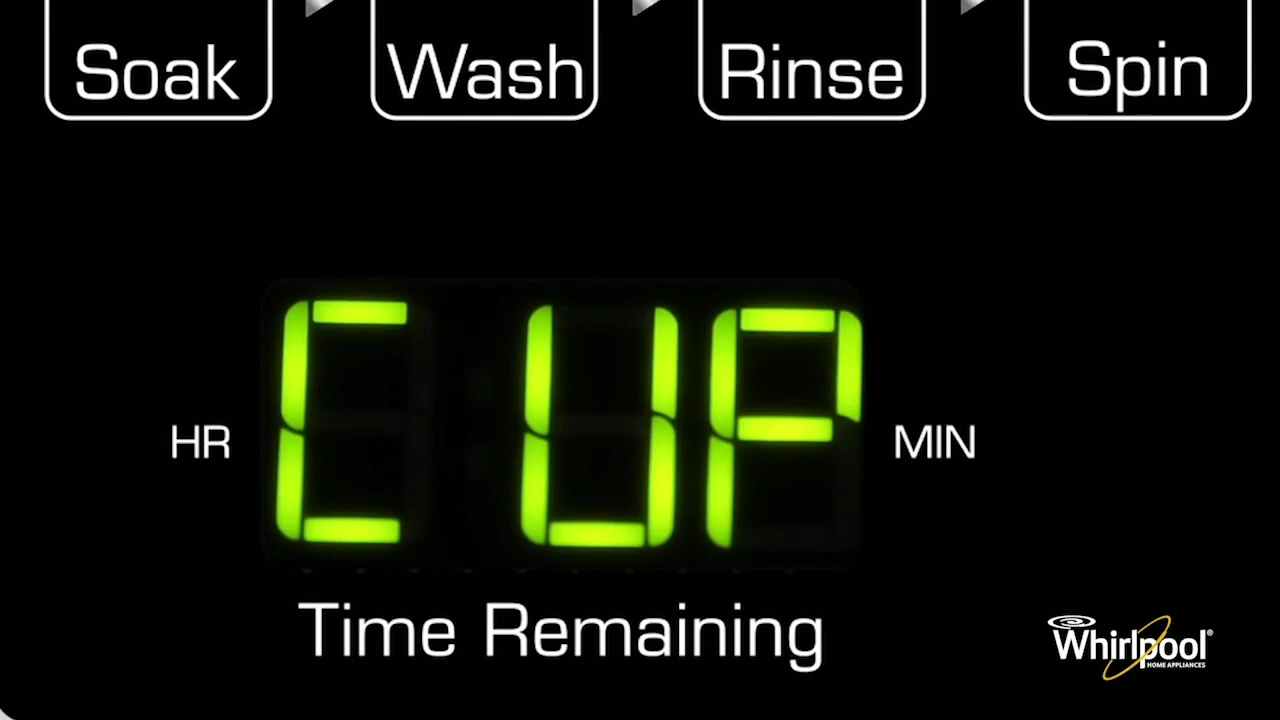 Soak Wash Rinse Spin
HR C UP MIN
Time Remaining
Whirlpool®
HOME APPLIANCES